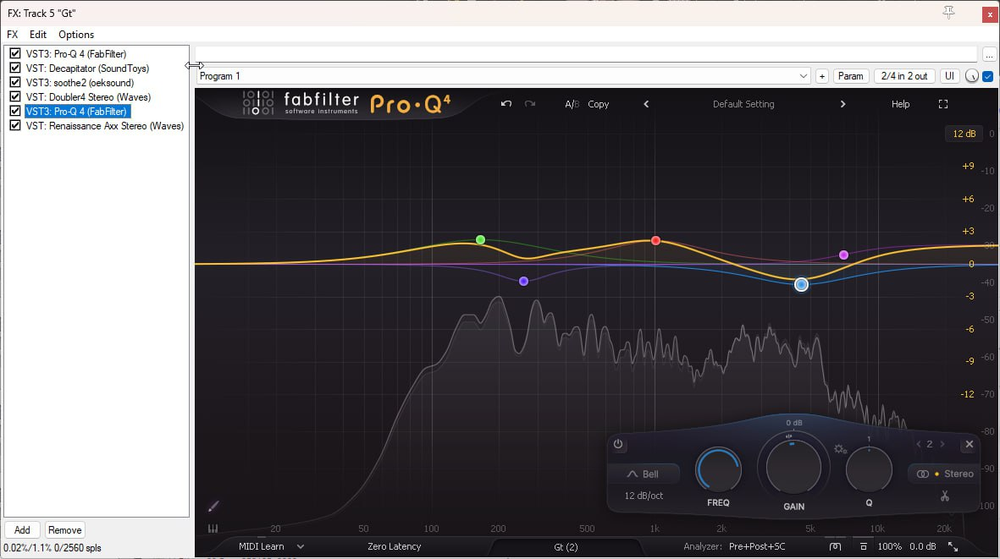 FX: Track 5 "Gt"
x
FX Edit Options
VST3: Pro-Q 4 (FabFilter)
VST: Decapitator (SoundToys)
VST3: soothe2 (oeksound)
VST: Doubler4 Stereo (Waves)
VST3: Pro-Q 4 (FabFilter)
VST: Renaissance Axx Stereo (Waves)
...
Program 1 + Param 2/4 in 2 out UI
fabfilter
software instruments
Pro·Q4
A/B Copy Default Setting Help
12 dB 0
+9 -10
+6 -20
+3
0 -40
-3 -50
-6 -60
-9
-12 -70
-80
-90
100
0 dB
1
2
Bell
12 dB/oct
FREQ
GAIN
Q
Stereo
20 50 100 200 500 1k 2k 5k 10k 20k
MIDI Learn Zero Latency Gt (2) Analyzer: Pre+Post+SC 100% 0.0 dB
Add Remove
0.02%/1.1% 0/2560 spls